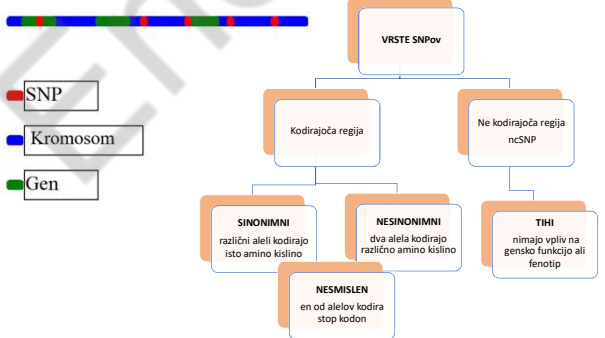 VRSTE SNPov
SNP
Kromosom
Gen
Kodirajoča regija
Ne kodirajoča regija
ncSNP
SINONIMNI
različni aleli kodirajo
isto amino kislino
NESINONIMNI
dva alela kodirajo
različno amino kislino
TIHI
nimajo vpliv na
gensko funkcijo ali
fenotip
NESMISLEN
en od alelov kodira
stop kodon